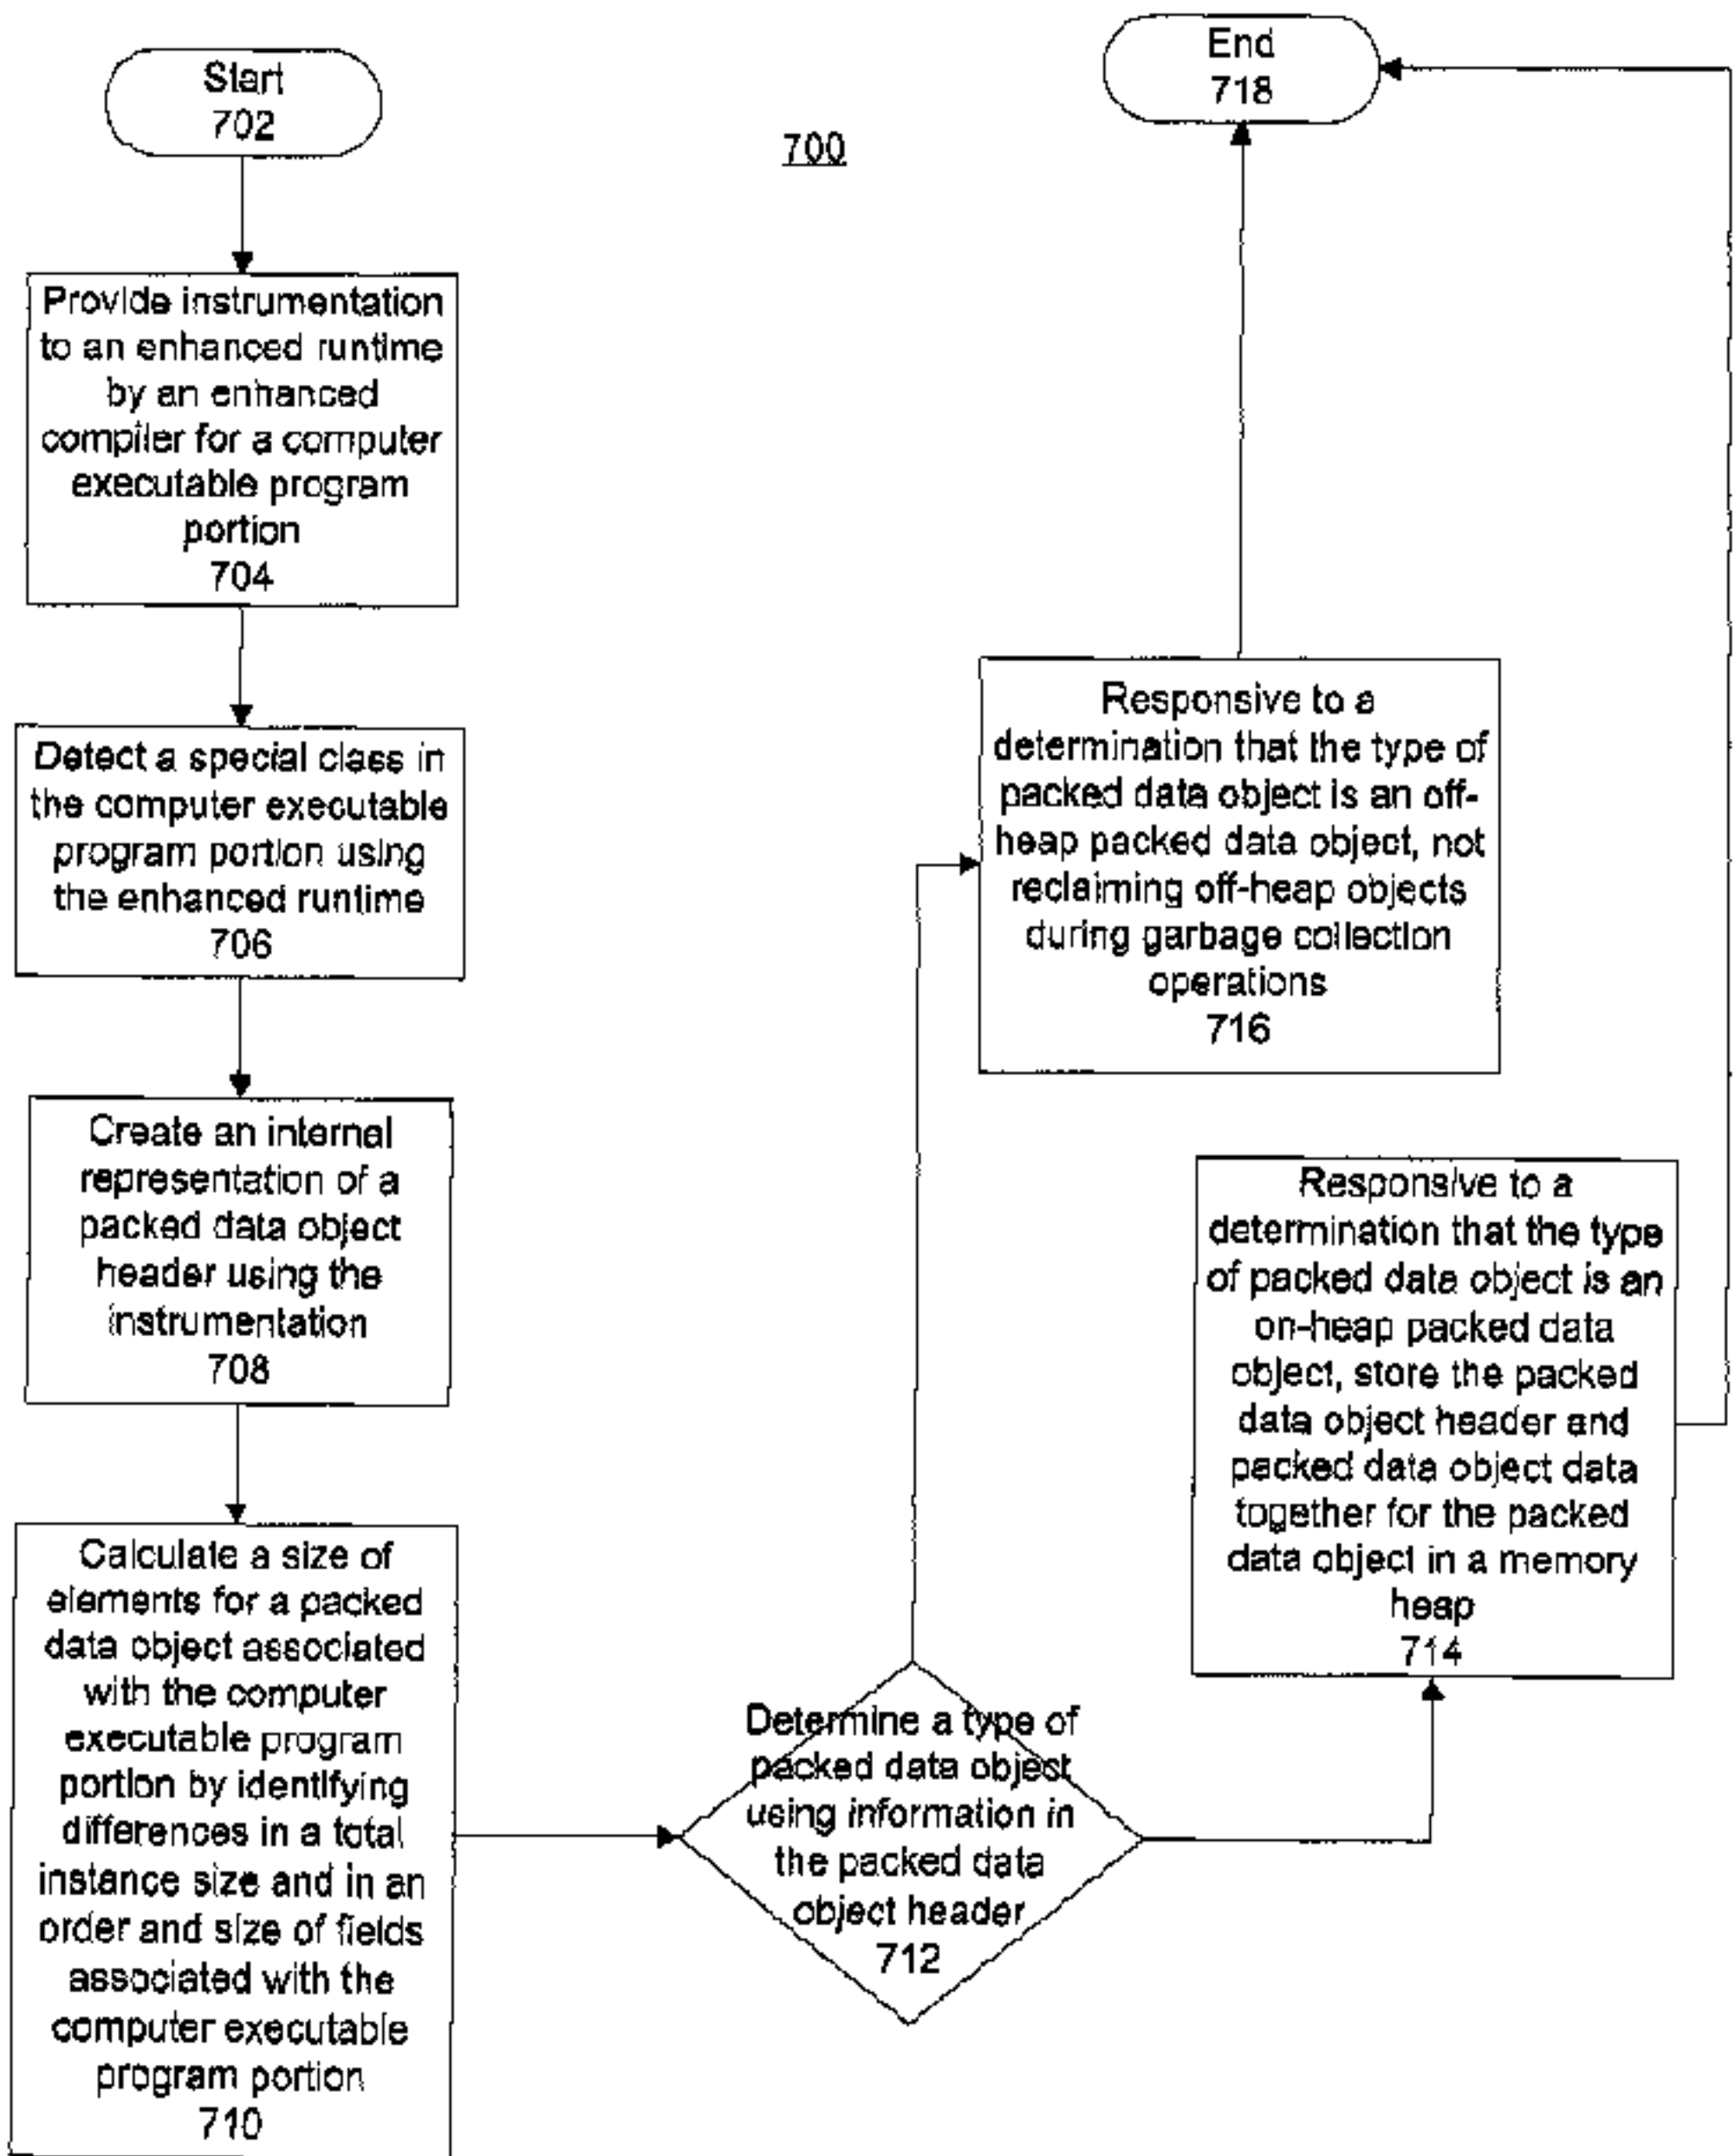 Start
702
Provide instrumentation
to an enhanced runtime
by an enhanced
compiler for a computer
executable program
portion
704
Detect a special class in
the computer executable
program portion using
the enhanced runtime
706
Create an internal
representation of a
packed data object
header using the
instrumentation
708
Calculate a size of
elements for a packed
data object associated
with the computer
executable program
portion by identifying
differences in a total
instance size and in an
order and size of fields
associated with the
computer executable
program portion
710
700
Determine a type of
packed data object
using information in
the packed data
object header
712
Responsive to a
determination that the type of
packed data object is an off-
heap packed data object, not
reclaiming off-heap objects
during garbage collection
operations
716
Responsive to a
determination that the type
of packed data object is an
on-heap packed data
object, store the packed
data object header and
packed data object data
together for the packed
data object in a memory
heap
714
End
718